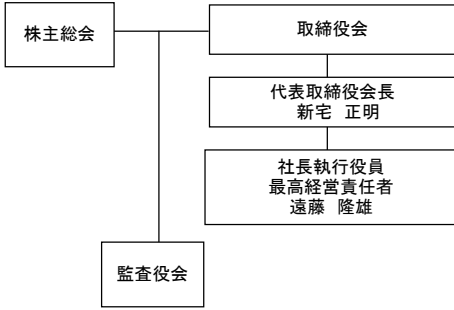 株主総会
取締役会
代表取締役会長
新宅 正明
社長執行役員
最高経営責任者
遠藤 隆雄
監査役会